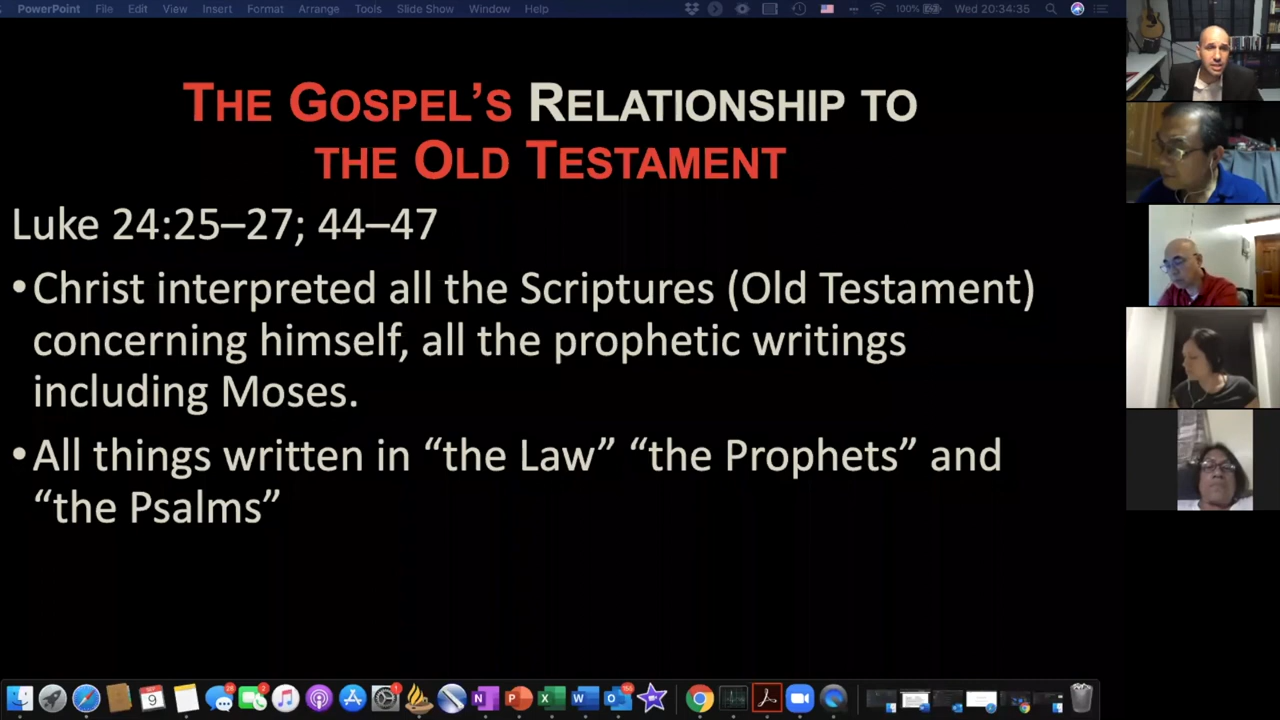 PowerPoint File Edit View Insert Format Arrange Tools Slide Show Window Help 100% Wed 20:34:35
THE GOSPEL'S RELATIONSHIP TO
THE OLD TESTAMENT
Luke 24:25–27; 44–47
•Christ interpreted all the Scriptures (Old Testament)
concerning himself, all the prophetic writings
including Moses.
•All things written in “the Law” “the Prophets” and
“the Psalms”
9